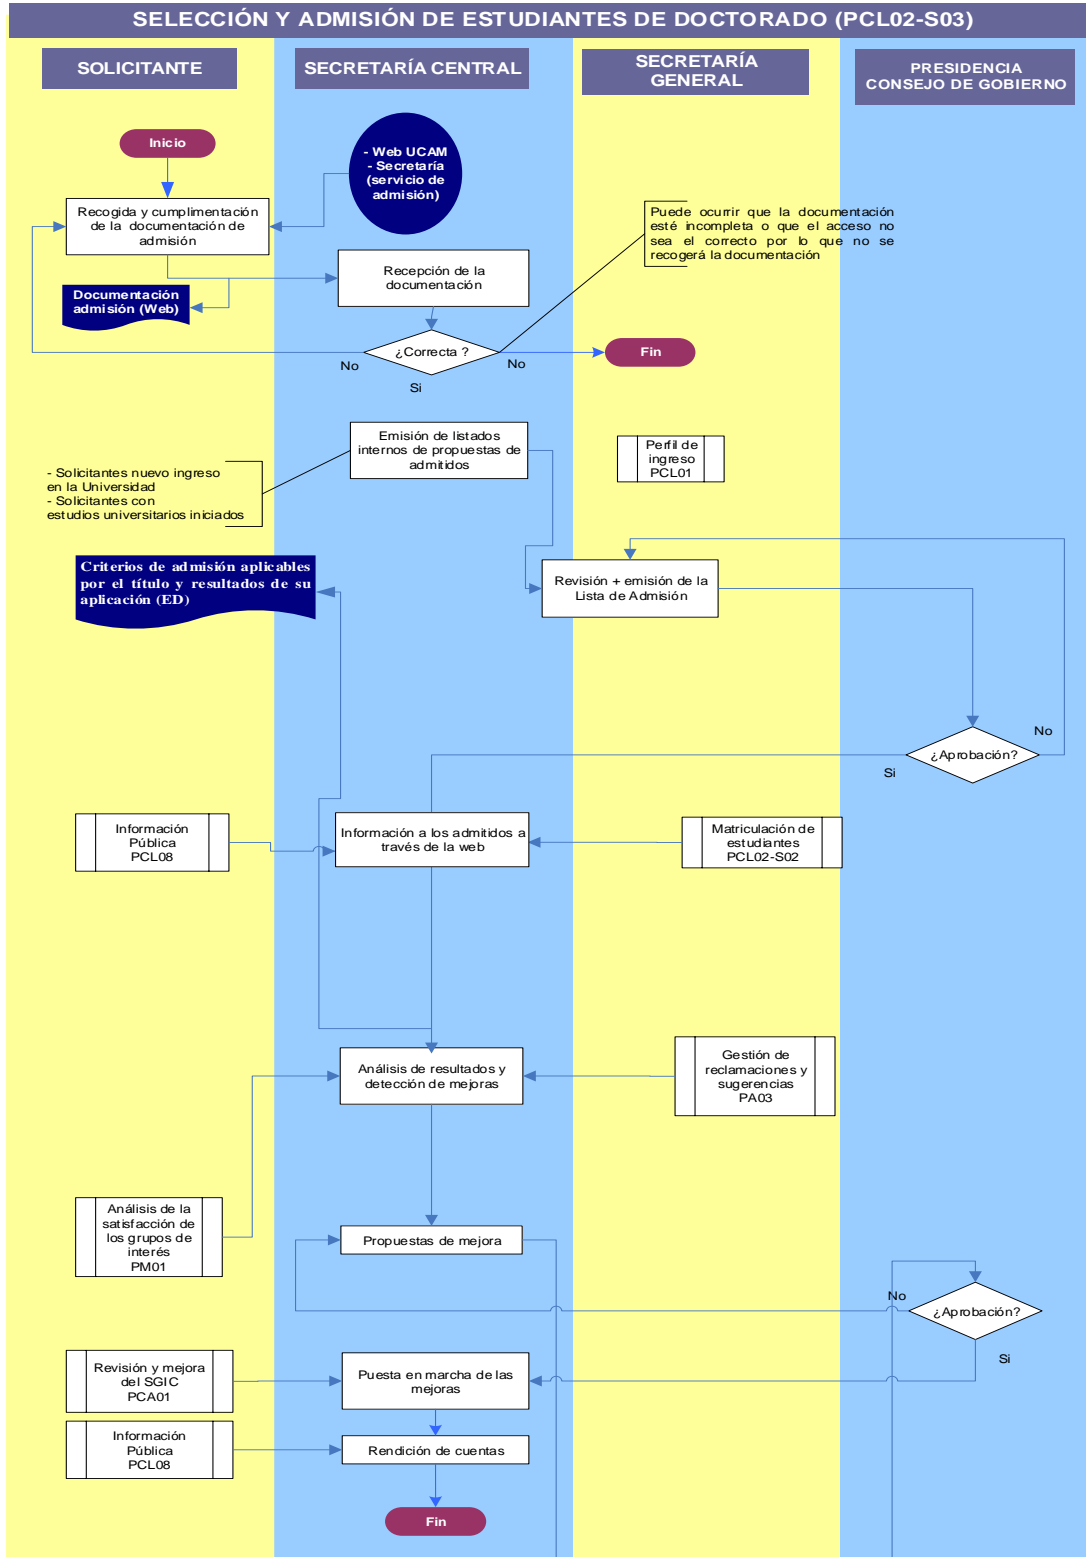 SELECCIÓN Y ADMISIÓN DE ESTUDIANTES DE DOCTORADO (PCL02-S03)
SOLICITANTE
SECRETARÍA CENTRAL
SECRETARÍA
GENERAL
PRESIDENCIA
CONSEJO DE GOBIERNO
Inicio
- Web UCAM
- Secretaría
(servicio de
admisión)
Recogida y cumplimentación
de la documentación de
admisión
Puede ocurrir que la documentación
esté incompleta o que el acceso no
sea el correcto por lo que no se
recogerá la documentación
Recepción de la
documentación
Documentación
admisión (Web)
¿Correcta ?
No
No
Si
Fin
Emisión de listados
internos de propuestas de
admitidos
Perfil de
ingreso
PCL01
- Solicitantes nuevo ingreso
en la Universidad
- Solicitantes con
estudios universitarios iniciados
Criterios de admisión aplicables
por el título y resultados de su
aplicación (ED)
Revisión + emisión de la
Lista de Admisión
¿Aprobación?
No
Si
Información
Pública
PCL08
Información a los admitidos a
través de la web
Matriculación de
estudiantes
PCL02-S02
Análisis de resultados y
detección de mejoras
Gestión de
reclamaciones y
sugerencias
PA03
Análisis de la
satisfacción de
los grupos de
interés
PM01
Propuestas de mejora
No
¿Aprobación?
Si
Revisión y mejora
del SGIC
PCA01
Puesta en marcha de las
mejoras
Información
Pública
PCL08
Rendición de cuentas
Fin